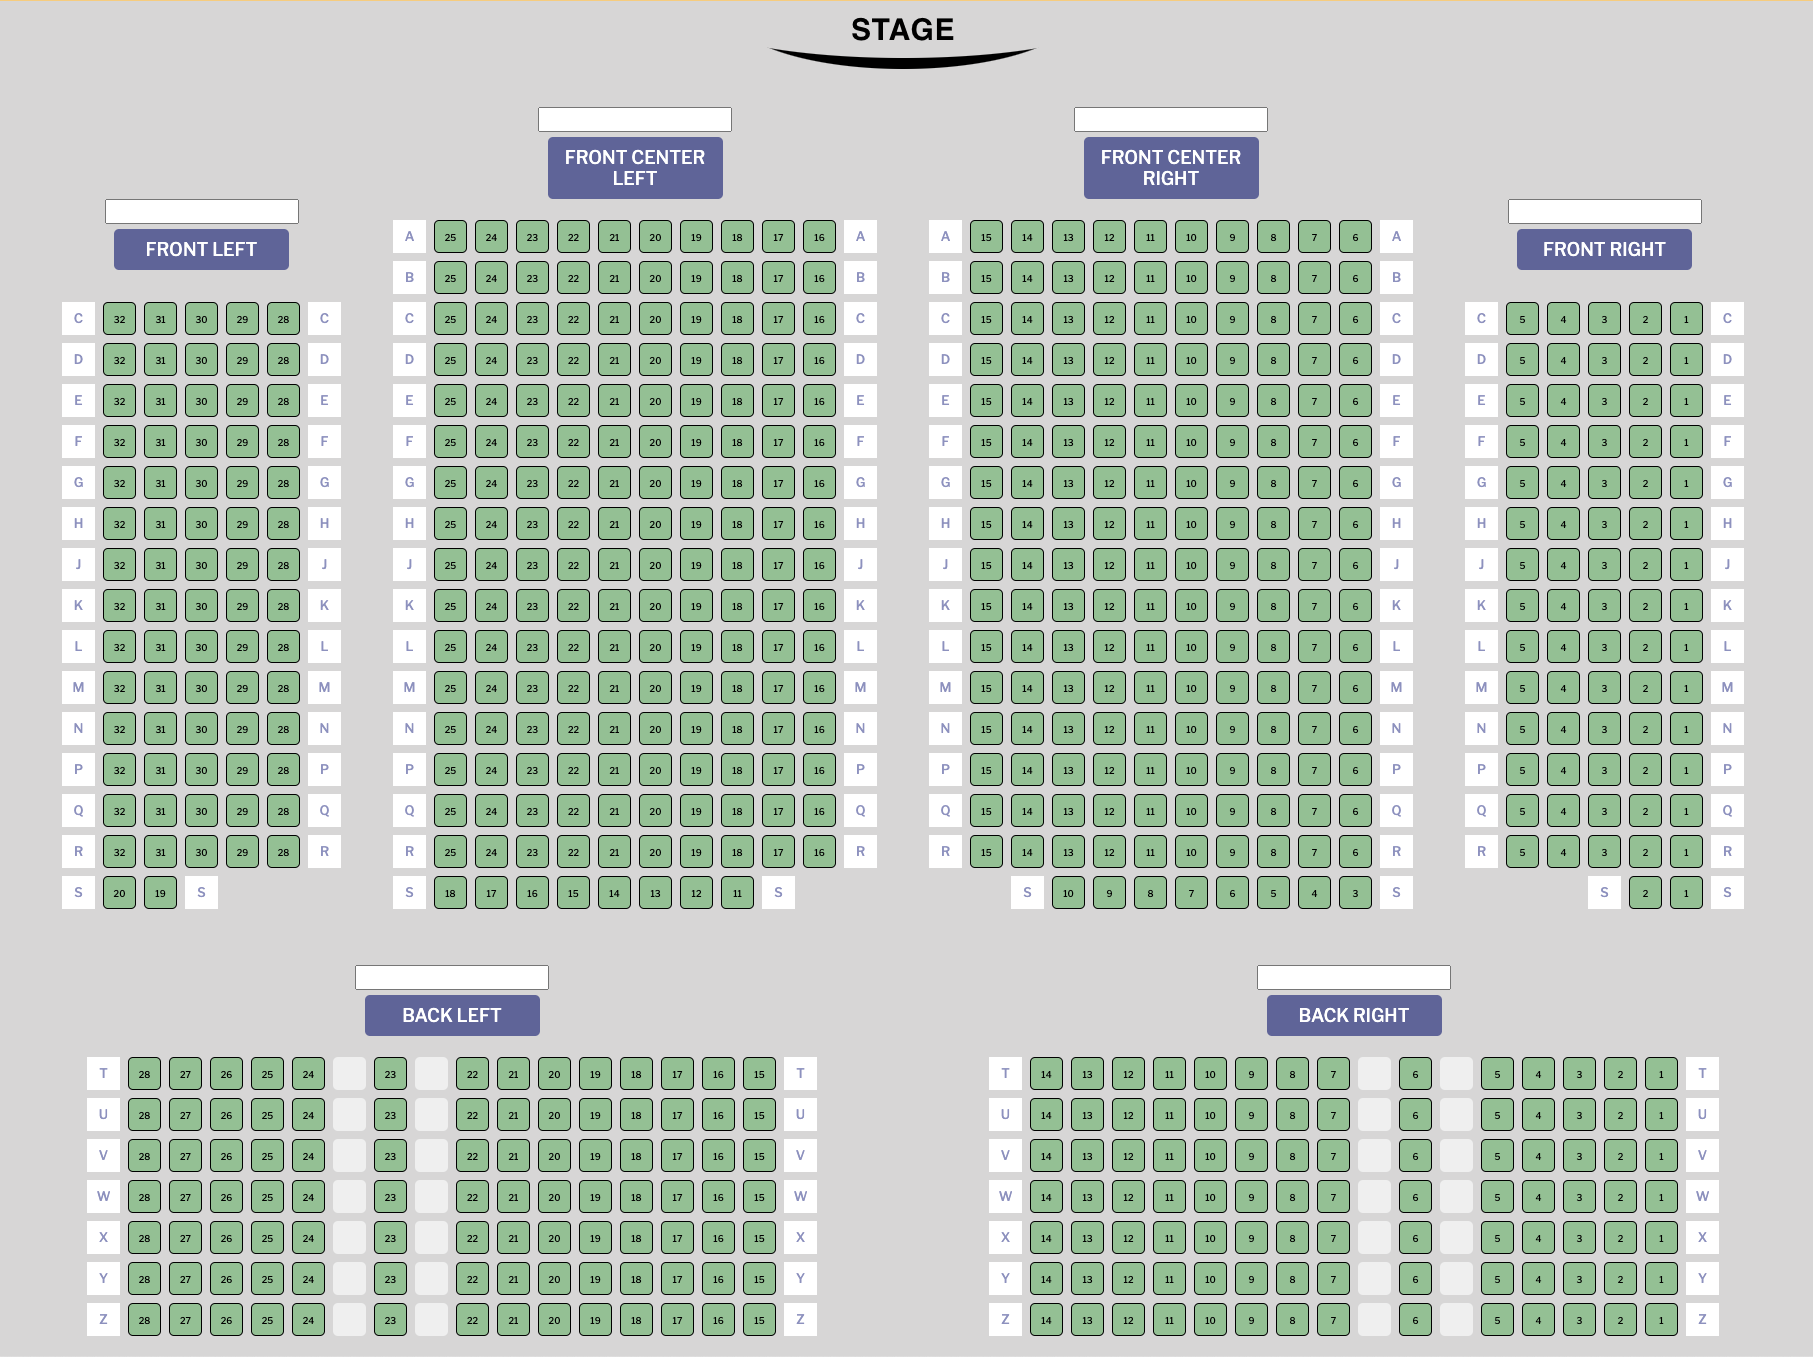 STAGE
FRONT CENTER
LEFT
FRONT CENTER
RIGHT
FRONT LEFT
FRONT RIGHT
A 25 24 23 22 21 20 19 18 17 16 A A 15 14 13 12 11 10 9 8 7 6 A
B 25 24 23 22 21 20 19 18 17 16 B B 15 14 13 12 11 10 9 8 7 6 B
C 32 31 30 29 28 C C 25 24 23 22 21 20 19 18 17 16 C C 15 14 13 12 11 10 9 8 7 6 C C 5 4 3 2 1 C
D 32 31 30 29 28 D D 25 24 23 22 21 20 19 18 17 16 D D 15 14 13 12 11 10 9 8 7 6 D D 5 4 3 2 1 D
E 32 31 30 29 28 E E 25 24 23 22 21 20 19 18 17 16 E E 15 14 13 12 11 10 9 8 7 6 E E 5 4 3 2 1 E
F 32 31 30 29 28 F F 25 24 23 22 21 20 19 18 17 16 F F 15 14 13 12 11 10 9 8 7 6 F F 5 4 3 2 1 F
G 32 31 30 29 28 G G 25 24 23 22 21 20 19 18 17 16 G G 15 14 13 12 11 10 9 8 7 6 G G 5 4 3 2 1 G
H 32 31 30 29 28 H H 25 24 23 22 21 20 19 18 17 16 H H 15 14 13 12 11 10 9 8 7 6 H H 5 4 3 2 1 H
J 32 31 30 29 28 J J 25 24 23 22 21 20 19 18 17 16 J J 15 14 13 12 11 10 9 8 7 6 J J 5 4 3 2 1 J
K 32 31 30 29 28 K K 25 24 23 22 21 20 19 18 17 16 K K 15 14 13 12 11 10 9 8 7 6 K K 5 4 3 2 1 K
L 32 31 30 29 28 L L 25 24 23 22 21 20 19 18 17 16 L L 15 14 13 12 11 10 9 8 7 6 L L 5 4 3 2 1 L
M 32 31 30 29 28 M M 25 24 23 22 21 20 19 18 17 16 M M 15 14 13 12 11 10 9 8 7 6 M M 5 4 3 2 1 M
N 32 31 30 29 28 N N 25 24 23 22 21 20 19 18 17 16 N N 15 14 13 12 11 10 9 8 7 6 N N 5 4 3 2 1 N
P 32 31 30 29 28 P P 25 24 23 22 21 20 19 18 17 16 P P 15 14 13 12 11 10 9 8 7 6 P P 5 4 3 2 1 P
Q 32 31 30 29 28 Q Q 25 24 23 22 21 20 19 18 17 16 Q Q 15 14 13 12 11 10 9 8 7 6 Q Q 5 4 3 2 1 Q
R 32 31 30 29 28 R R 25 24 23 22 21 20 19 18 17 16 R R 15 14 13 12 11 10 9 8 7 6 R R 5 4 3 2 1 R
S 20 19 S S 18 17 16 15 14 13 12 11 S S 10 9 8 7 6 5 4 3 S S 2 1 S
BACK LEFT
BACK RIGHT
T 28 27 26 25 24 23 22 21 20 19 18 17 16 15 T T 14 13 12 11 10 9 8 7 6 5 4 3 2 1 T
U 28 27 26 25 24 23 22 21 20 19 18 17 16 15 U U 14 13 12 11 10 9 8 7 6 5 4 3 2 1 U
V 28 27 26 25 24 23 22 21 20 19 18 17 16 15 V V 14 13 12 11 10 9 8 7 6 5 4 3 2 1 V
W 28 27 26 25 24 23 22 21 20 19 18 17 16 15 W W 14 13 12 11 10 9 8 7 6 5 4 3 2 1 W
X 28 27 26 25 24 23 22 21 20 19 18 17 16 15 X X 14 13 12 11 10 9 8 7 6 5 4 3 2 1 X
Y 28 27 26 25 24 23 22 21 20 19 18 17 16 15 Y Y 14 13 12 11 10 9 8 7 6 5 4 3 2 1 Y
Z 28 27 26 25 24 23 22 21 20 19 18 17 16 15 Z Z 14 13 12 11 10 9 8 7 6 5 4 3 2 1 Z